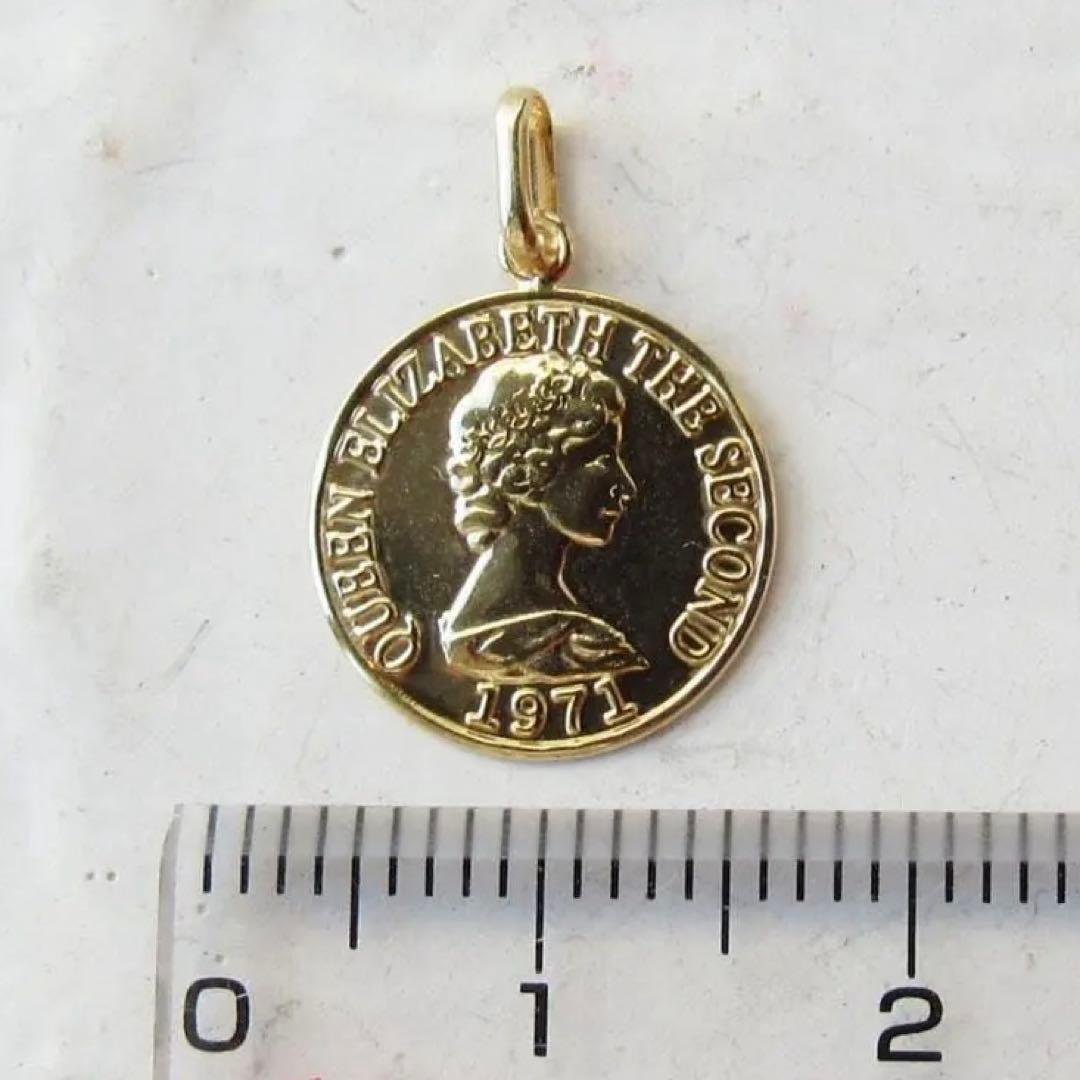 QUEEN ELIZABETH THE SECOND
1971
0 1 2